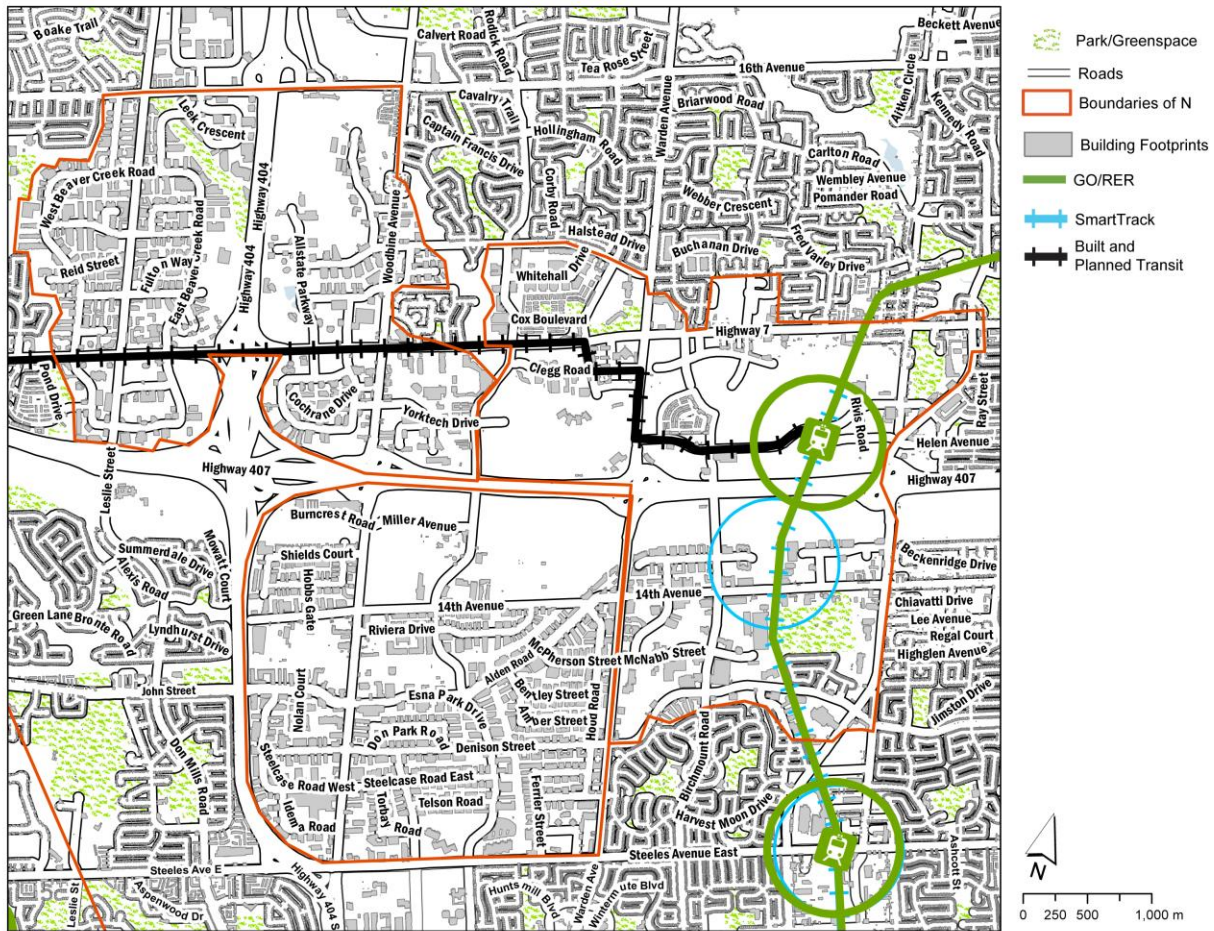 Boake Trail
Calvert Road
Rodick Road
Tea Rose Street
Beckett Avenue
16th Avenue
Warden Avenue
Briarwood Road
Aitken Circle
Kennedy Road
Leek Crescent
Cavalry Trail
Captain Francis Drive
Hollingham Road
Corby Road
Carlton Road
Wembley Avenue
Pomander Road
Webber Crescent
West Beaver Creek Road
Highway 404
Woodbine Avenue
Halstead Drive
Buchanan Drive
Fred Varley Drive
Reid Street
Fulton Way
East Beaver Creek Road
Highway 404
Allstate Parkway
Whitehall Drive
Cox Boulevard
Highway 7
Pond Drive
Clegg Road
Cochrane Drive
Yorktech Drive
Rivis Road
Ray Street
Helen Avenue
Leslie Street
Highway 407
Highway 407
Burncrest Road
Miller Avenue
Summerdale Drive
Alexis Road
Mowatt Court
Shields Court
Hobbs Gate
14th Avenue
14th Avenue
Beckenridge Drive
Chiavatti Drive
Lee Avenue
Regal Court
Highglen Avenue
Green Lane
Bronte Road
Lyndhurst Drive
Riviera Drive
McPherson Street
McNabb Street
John Street
Nolan Court
Esna Park Drive
Alden Road
Bentley Street
Amber Street
Hood Road
Jimston Drive
Don Mills Road
Don Park Road
Denison Street
Birchmount Road
Steelcase Road West
Steelcase Road East
Idema Road
Torbay Road
Telson Road
Ferrier Street
Harvest Moon Drive
Steeles Ave E
Steeles Avenue East
Ashcott St
Leslie St
Aspenwood Dr
Highway 404 S
Huntsmill Blvd
Warden Ave
Wintermute Blvd
Park/Greenspace
Roads
Boundaries of N
Building Footprints
GO/RER
SmartTrack
Built and
Planned Transit
N
0 250 500 1,000 m